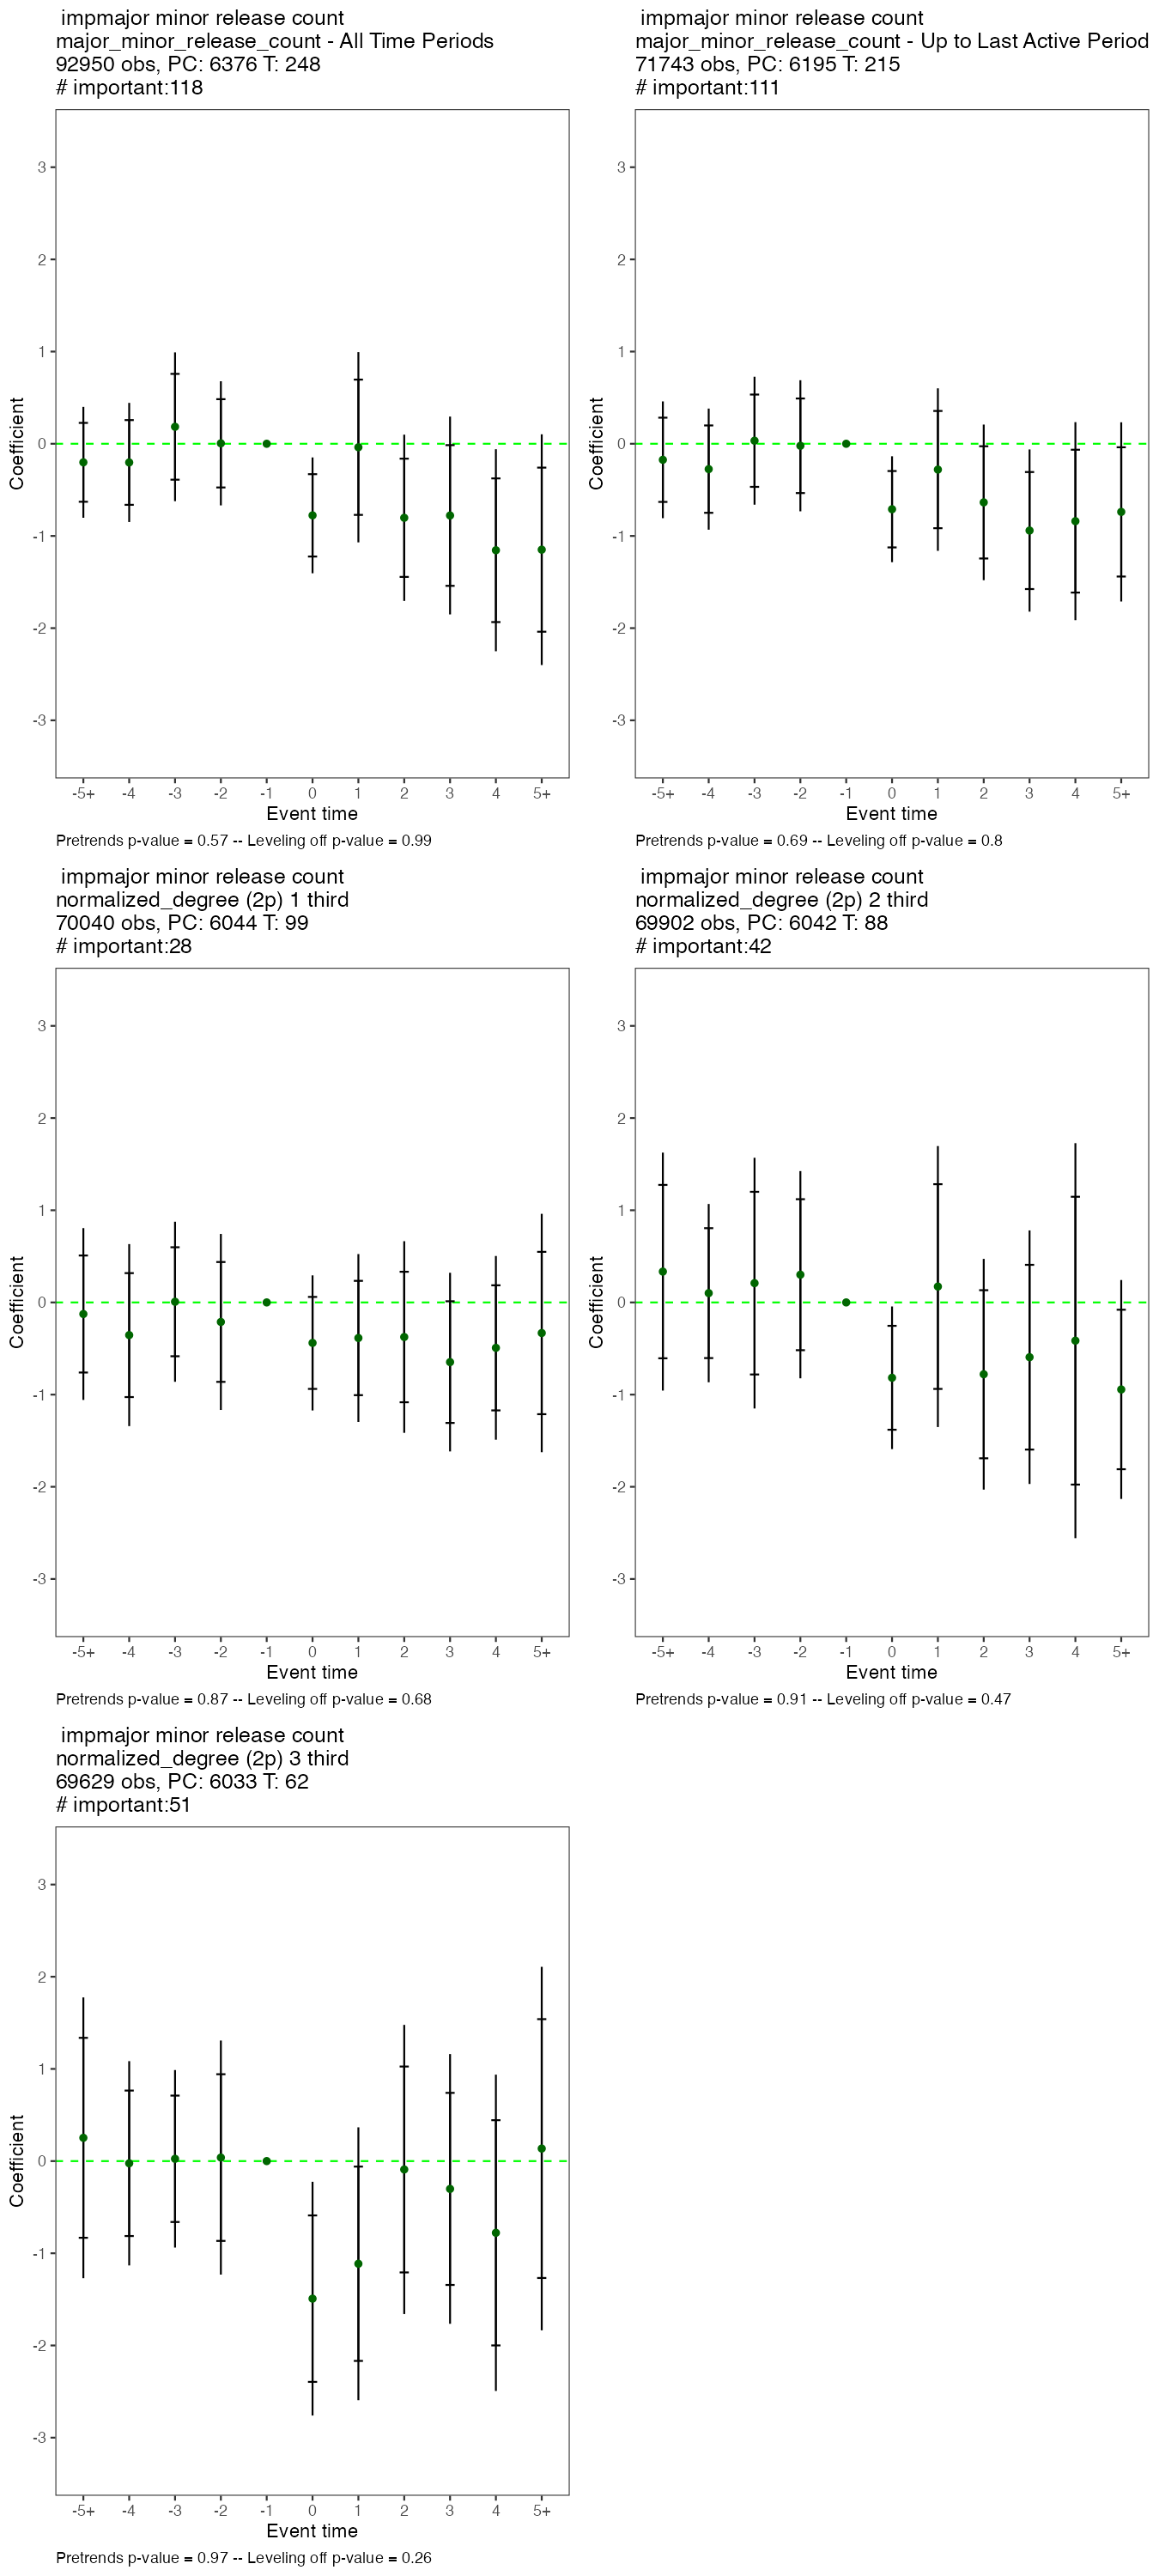 impmajor minor release count
major_minor_release_count - All Time Periods
92950 obs, PC: 6376 T: 248
# important:118
3
2
1
0
-1
-2
-3
Coefficient
-5+ -4 -3 -2 -1 0 1 2 3 4 5+
Event time
Pretrends p-value = 0.57 -- Leveling off p-value = 0.99
impmajor minor release count
major_minor_release_count - Up to Last Active Period
71743 obs, PC: 6195 T: 215
# important:111
3
2
1
0
-1
-2
-3
Coefficient
-5+ -4 -3 -2 -1 0 1 2 3 4 5+
Event time
Pretrends p-value = 0.69 -- Leveling off p-value = 0.8
impmajor minor release count
normalized_degree (2p) 1 third
70040 obs, PC: 6044 T: 99
# important:28
3
2
1
0
-1
-2
-3
Coefficient
-5+ -4 -3 -2 -1 0 1 2 3 4 5+
Event time
Pretrends p-value = 0.87 -- Leveling off p-value = 0.68
impmajor minor release count
normalized_degree (2p) 2 third
69902 obs, PC: 6042 T: 88
# important:42
3
2
1
0
-1
-2
-3
Coefficient
-5+ -4 -3 -2 -1 0 1 2 3 4 5+
Event time
Pretrends p-value = 0.91 -- Leveling off p-value = 0.47
impmajor minor release count
normalized_degree (2p) 3 third
69629 obs, PC: 6033 T: 62
# important:51
3
2
1
0
-1
-2
-3
Coefficient
-5+ -4 -3 -2 -1 0 1 2 3 4 5+
Event time
Pretrends p-value = 0.97 -- Leveling off p-value = 0.26